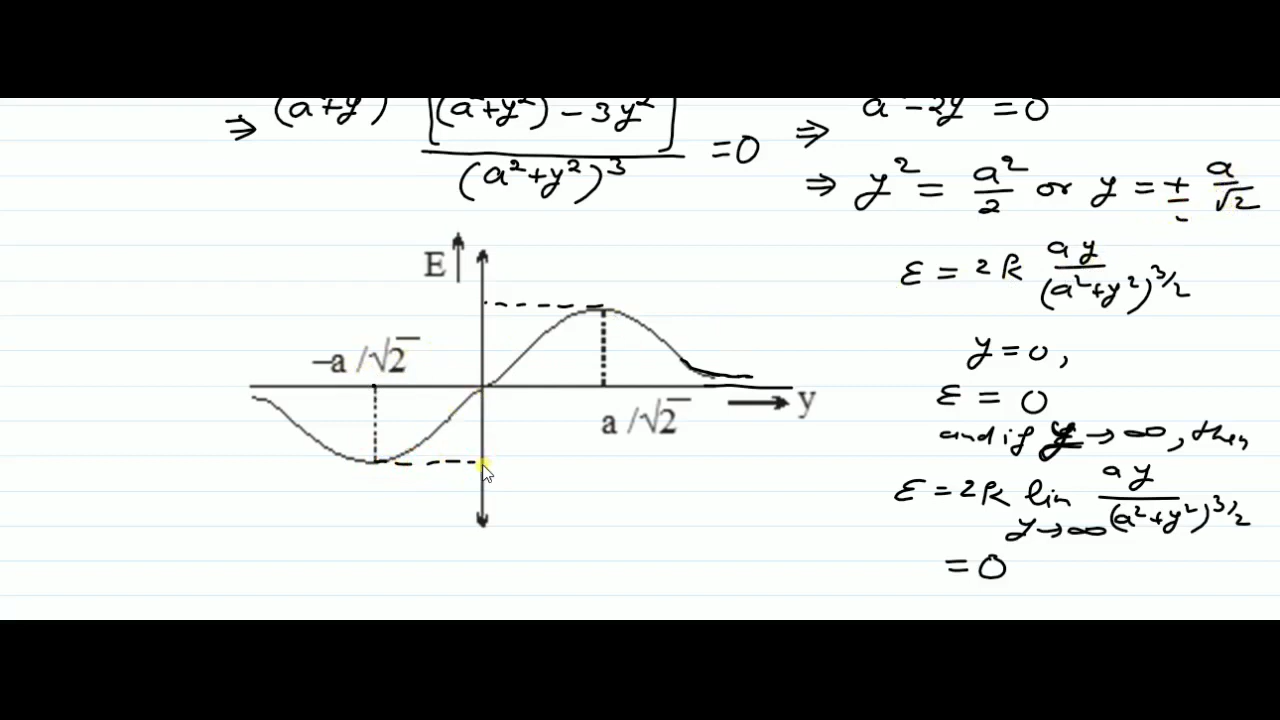 ⇒ (a²+y²) [(a²+y²) − 3y²] / (a²+y²)³ = 0 ⇒ a² − 2y² = 0
⇒ y² = a²/2 or y = ± a/√2
E = 2k ay/(a²+y²)^3/2
y = 0,
E = 0
and if y → ∞, then
E = 2k lim y→∞ ay/(a²+y²)^3/2
= 0
E
−a /√2
a /√2
y